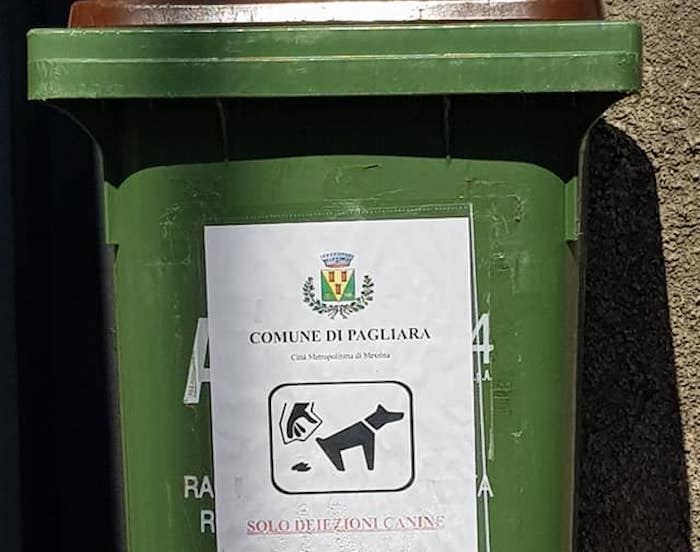 COMUNE DI PAGLIARA
Città Metropolitana di Messina
SOLO DEIEZIONI CANINE